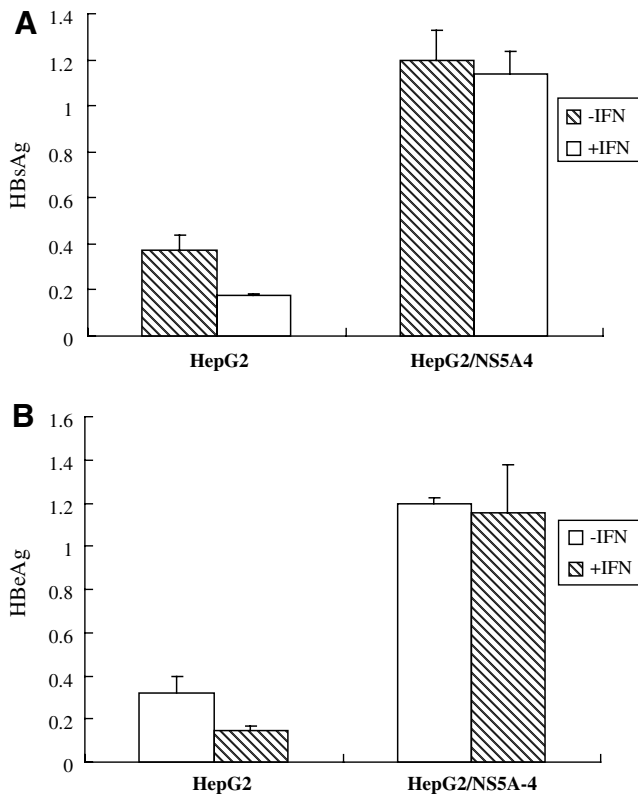 A
HBsAg
1.4
1.2
1
0.8
0.6
0.4
0.2
0
-IFN
+IFN
HepG2 HepG2/NS5A4
B
HBeAg
1.6
1.4
1.2
1
0.8
0.6
0.4
0.2
0
-IFN
+IFN
HepG2 HepG2/NS5A-4